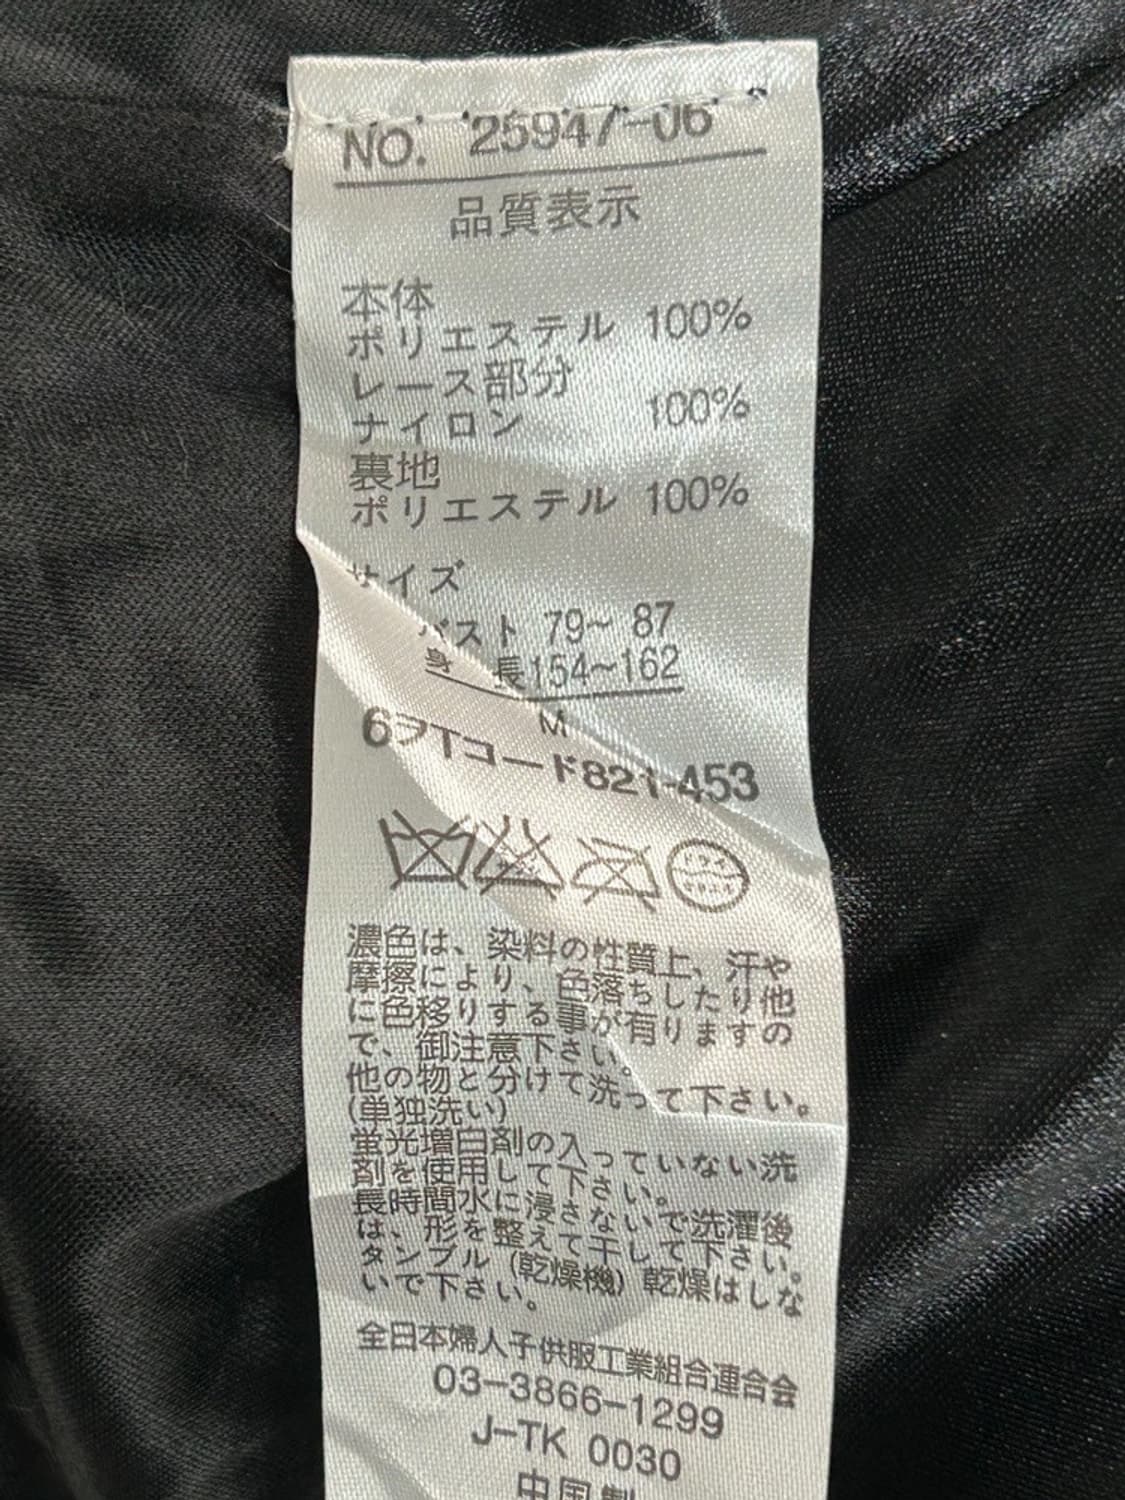 NO. 25947-06
品質表示
本体
ポリエステル 100%
レース部分
ナイロン 100%
裏地
ポリエステル 100%
サイズ
バスト 79~ 87
身長154~162
M
6ヲTコード821-453
濃色は、染料の性質上、汗や
摩擦により、色落ちしたり他
に色移りする事が有りますの
で、御注意下さい。
他の物と分けて洗って下さい。
(単独洗い)
蛍光増白剤の入っていない洗
剤を使用して下さい。
長時間水に浸さないで洗濯後
は、形を整えて干して下さい。
タンブル(乾燥機)乾燥はしな
いで下さい。
全日本婦人子供服工業組合連合会
03-3866-1299
J-TK 0030
中国製